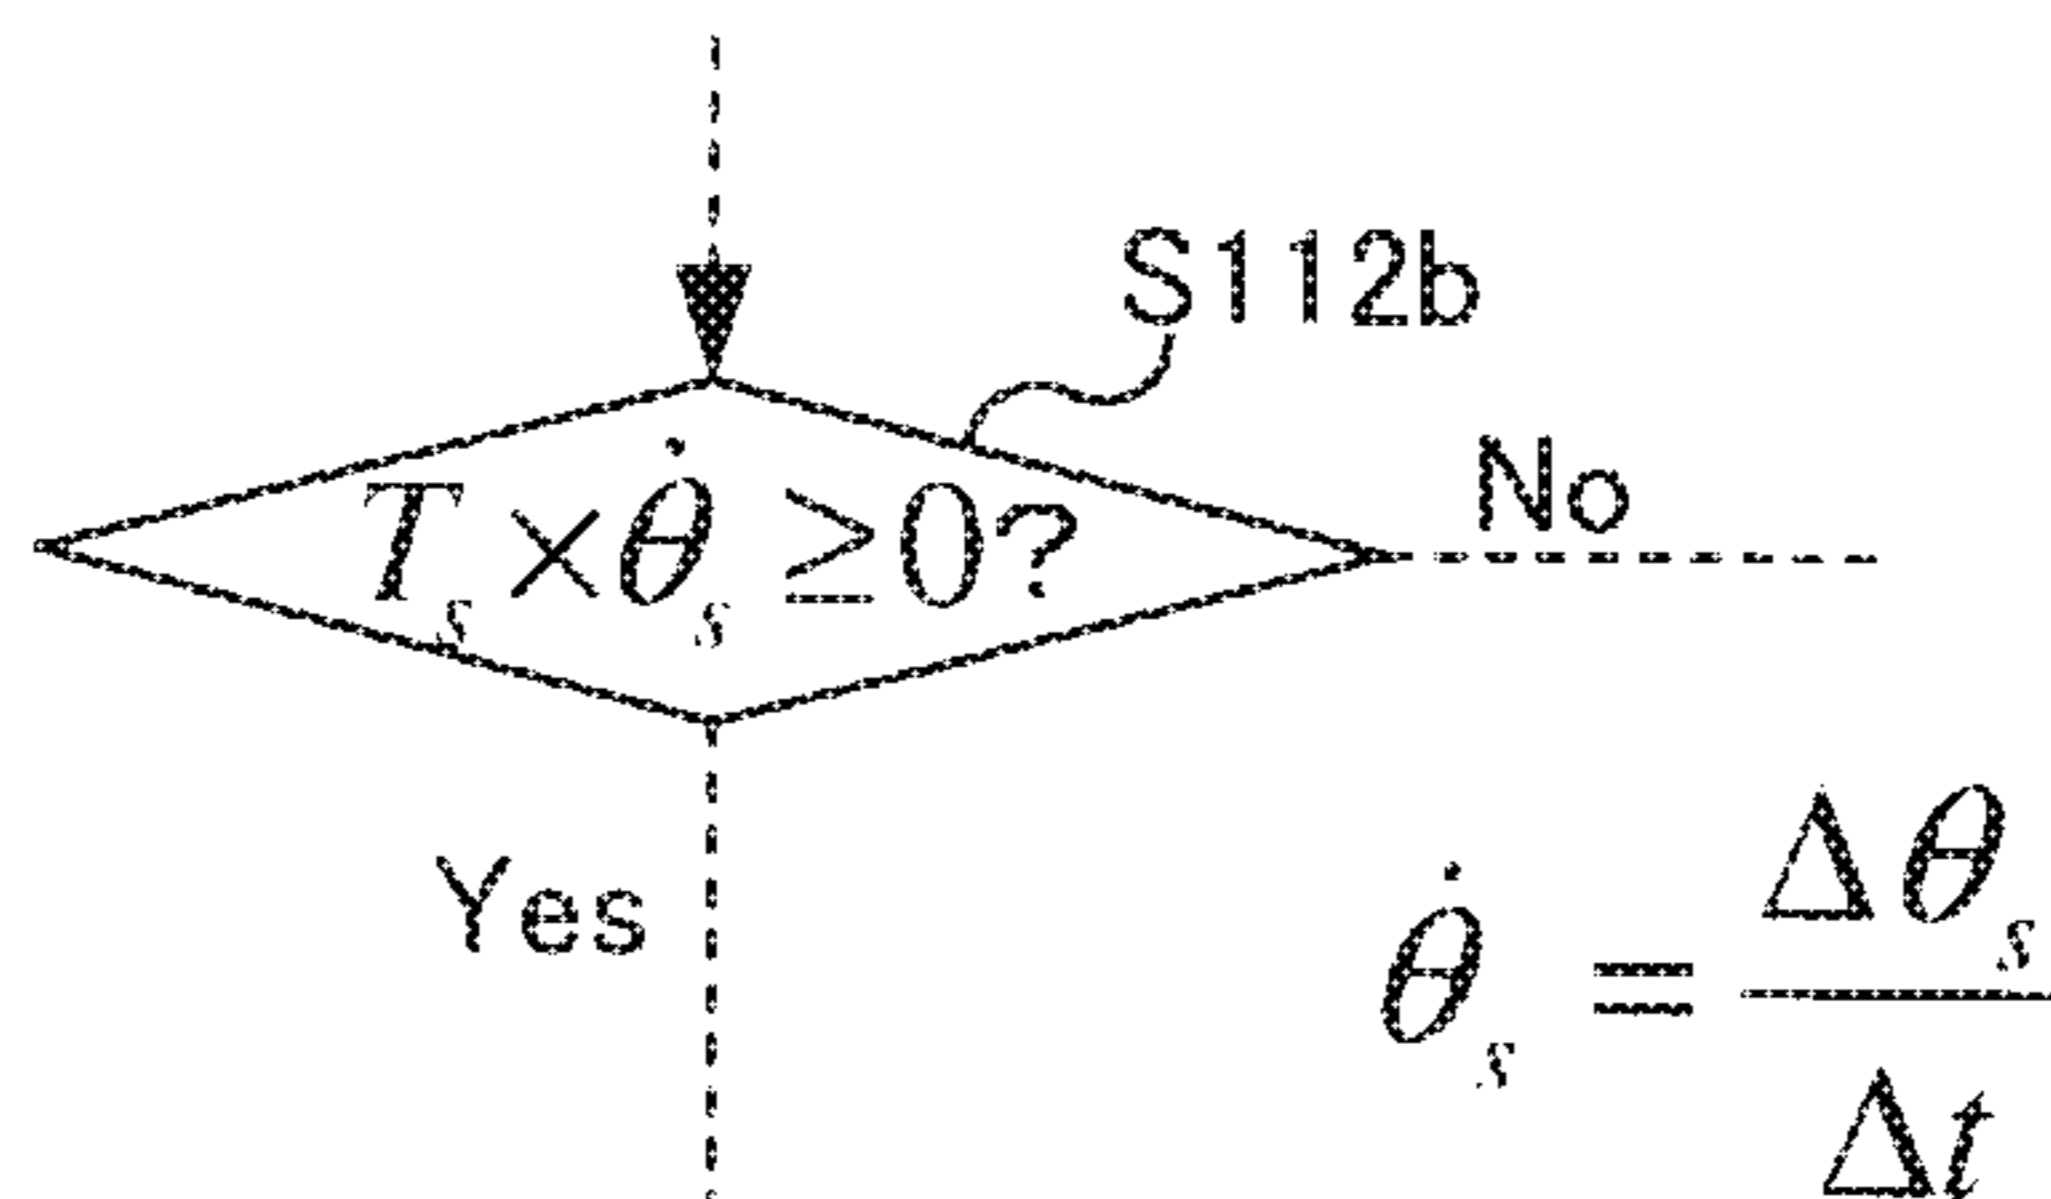 S112b
T_s × θ̇_s ≥ 0?
No
Yes
θ̇_s = Δθ_s / Δt